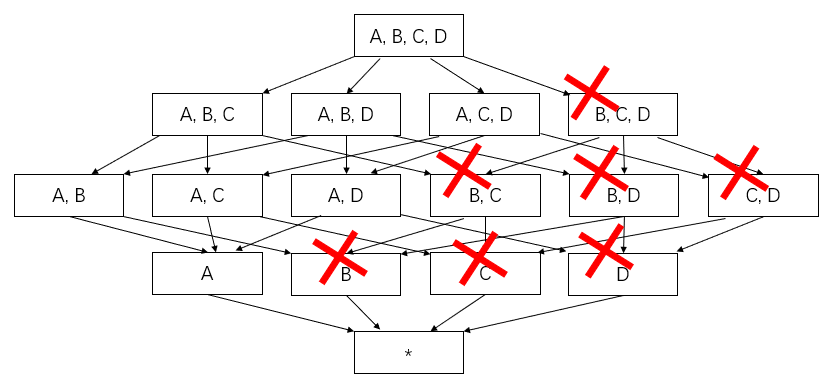 A, B, C, D
A, B, C
A, B, D
A, C, D
B, C, D
A, B
A, C
A, D
B, C
B, D
C, D
A
B
C
D
*